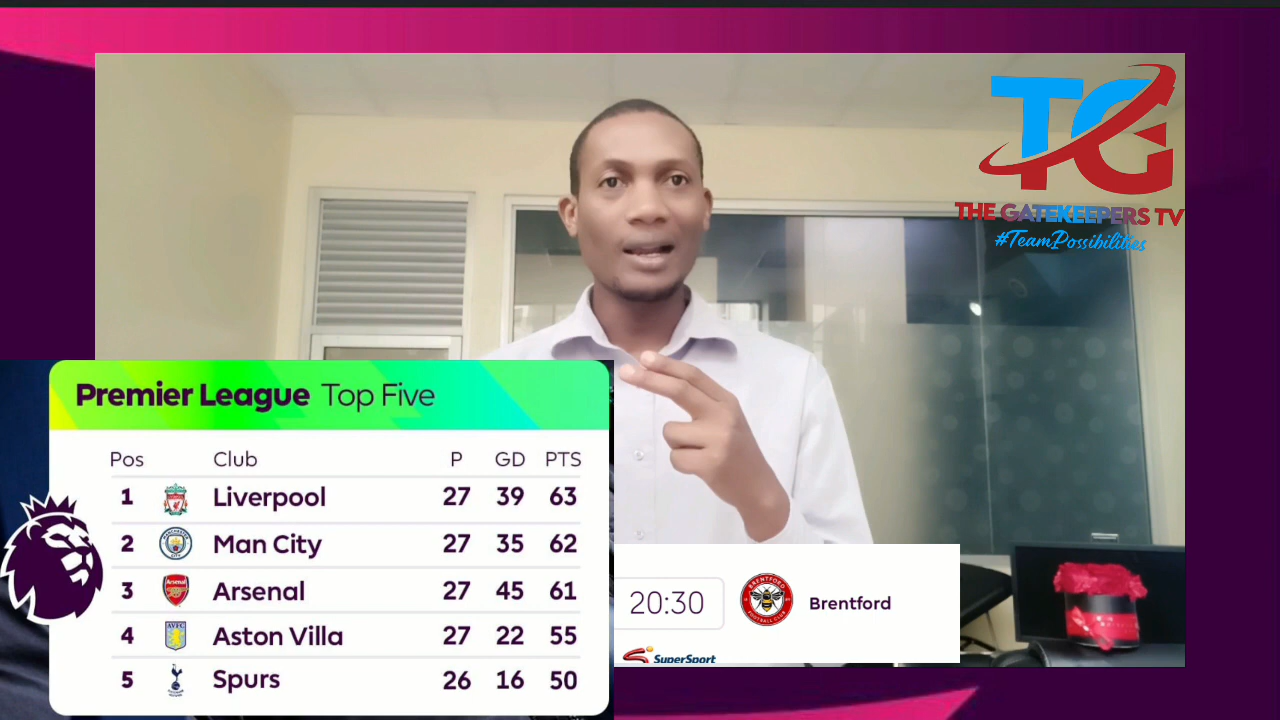 TG
THE GATEKEEPERS TV
#TeamPossibilities
Premier League Top Five
Pos Club P GD PTS
1 Liverpool 27 39 63
2 Man City 27 35 62
3 Arsenal 27 45 61
4 Aston Villa 27 22 55
5 Spurs 26 16 50
20:30 Brentford
SuperSport